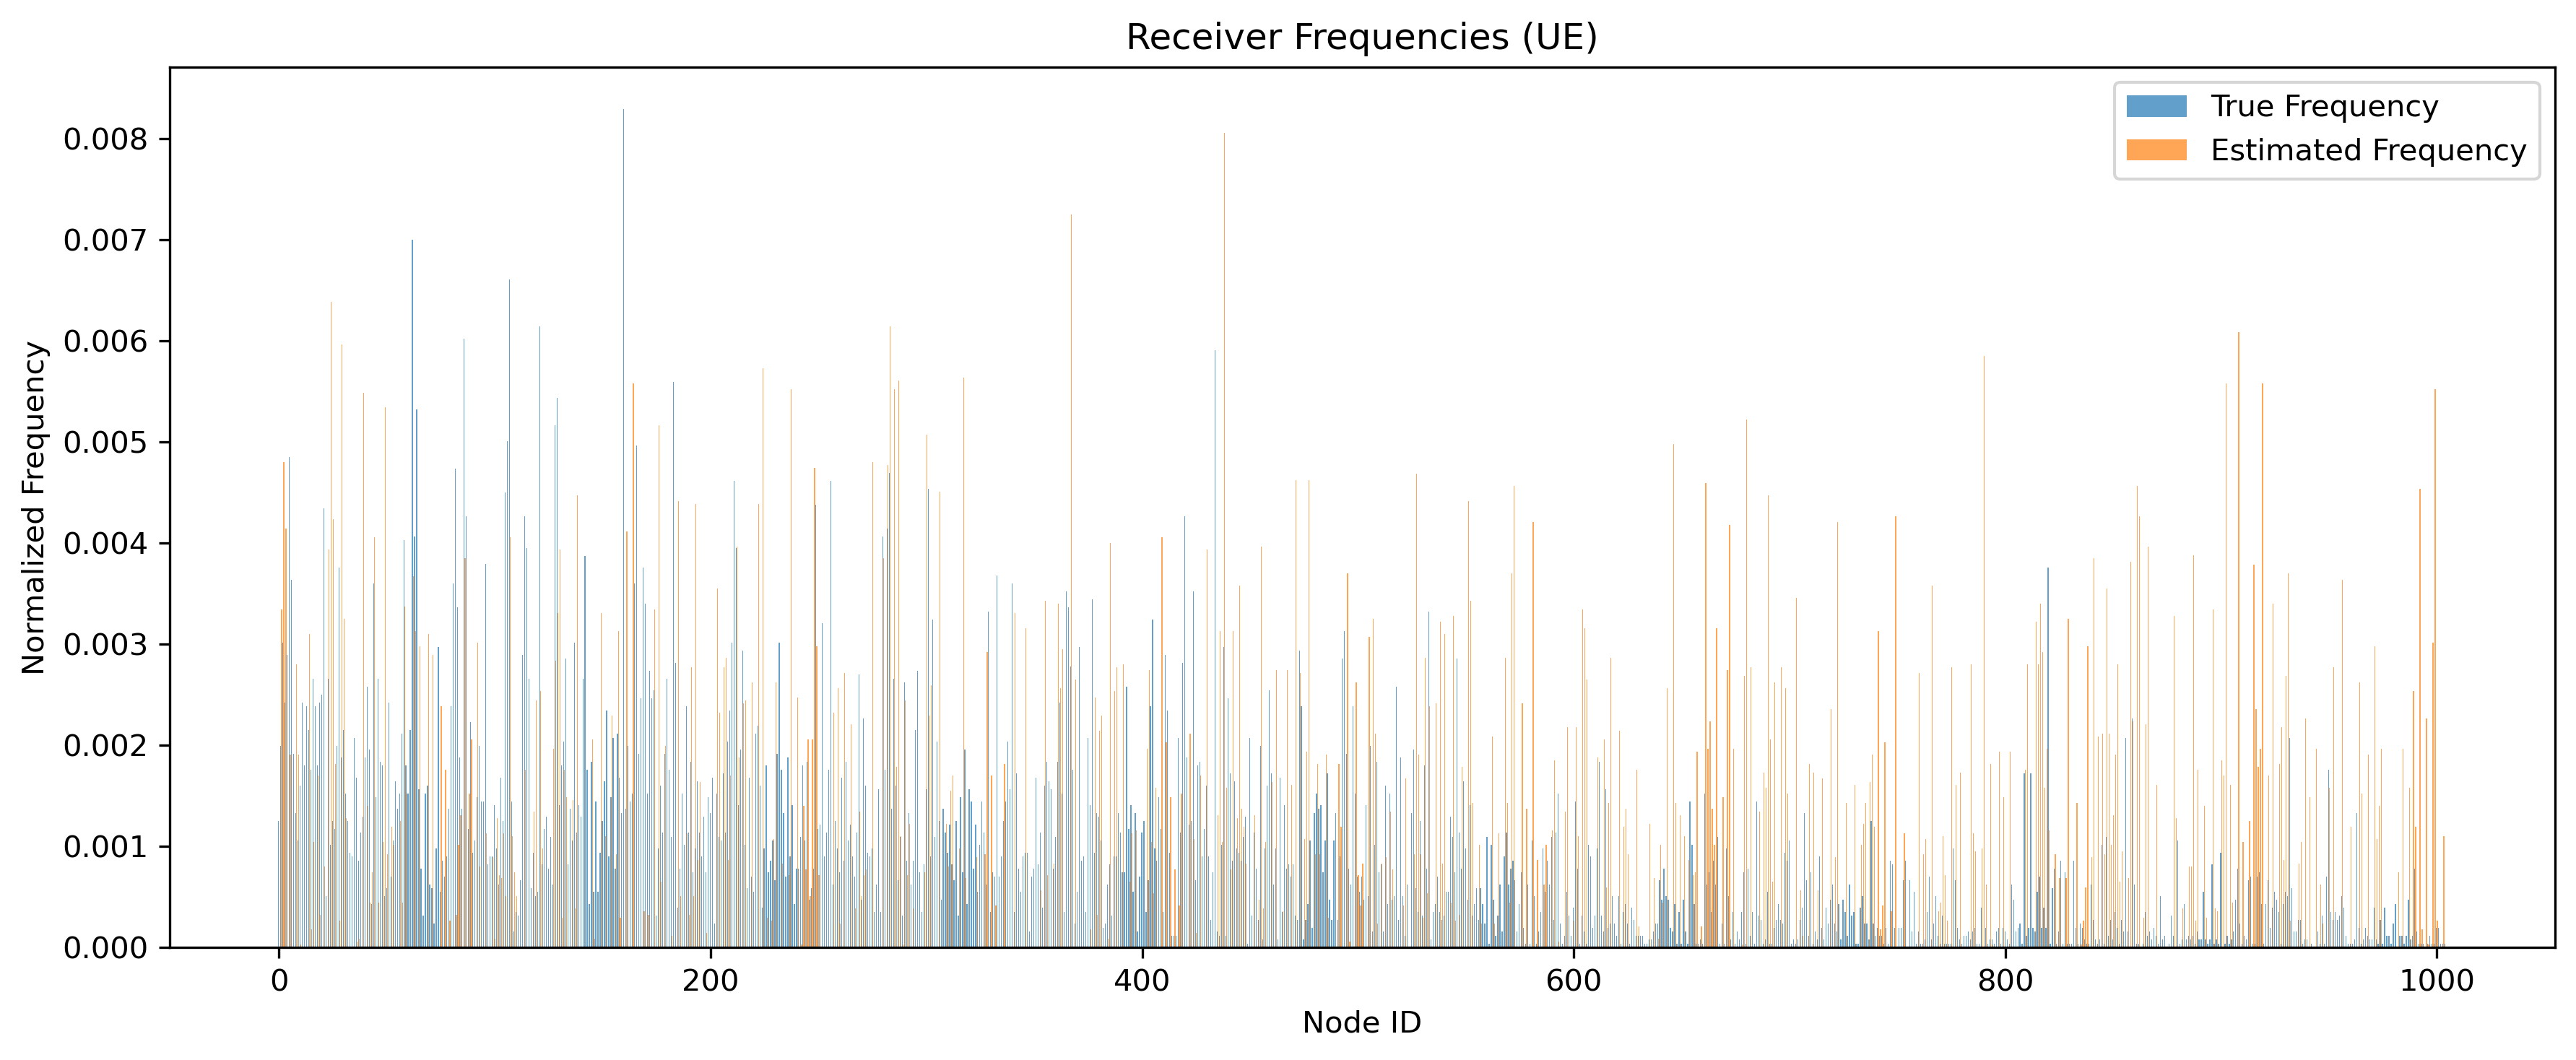 Receiver Frequencies (UE)
True Frequency
Estimated Frequency
Normalized Frequency
0.008
0.007
0.006
0.005
0.004
0.003
0.002
0.001
0.000
0 200 400 600 800 1000
Node ID